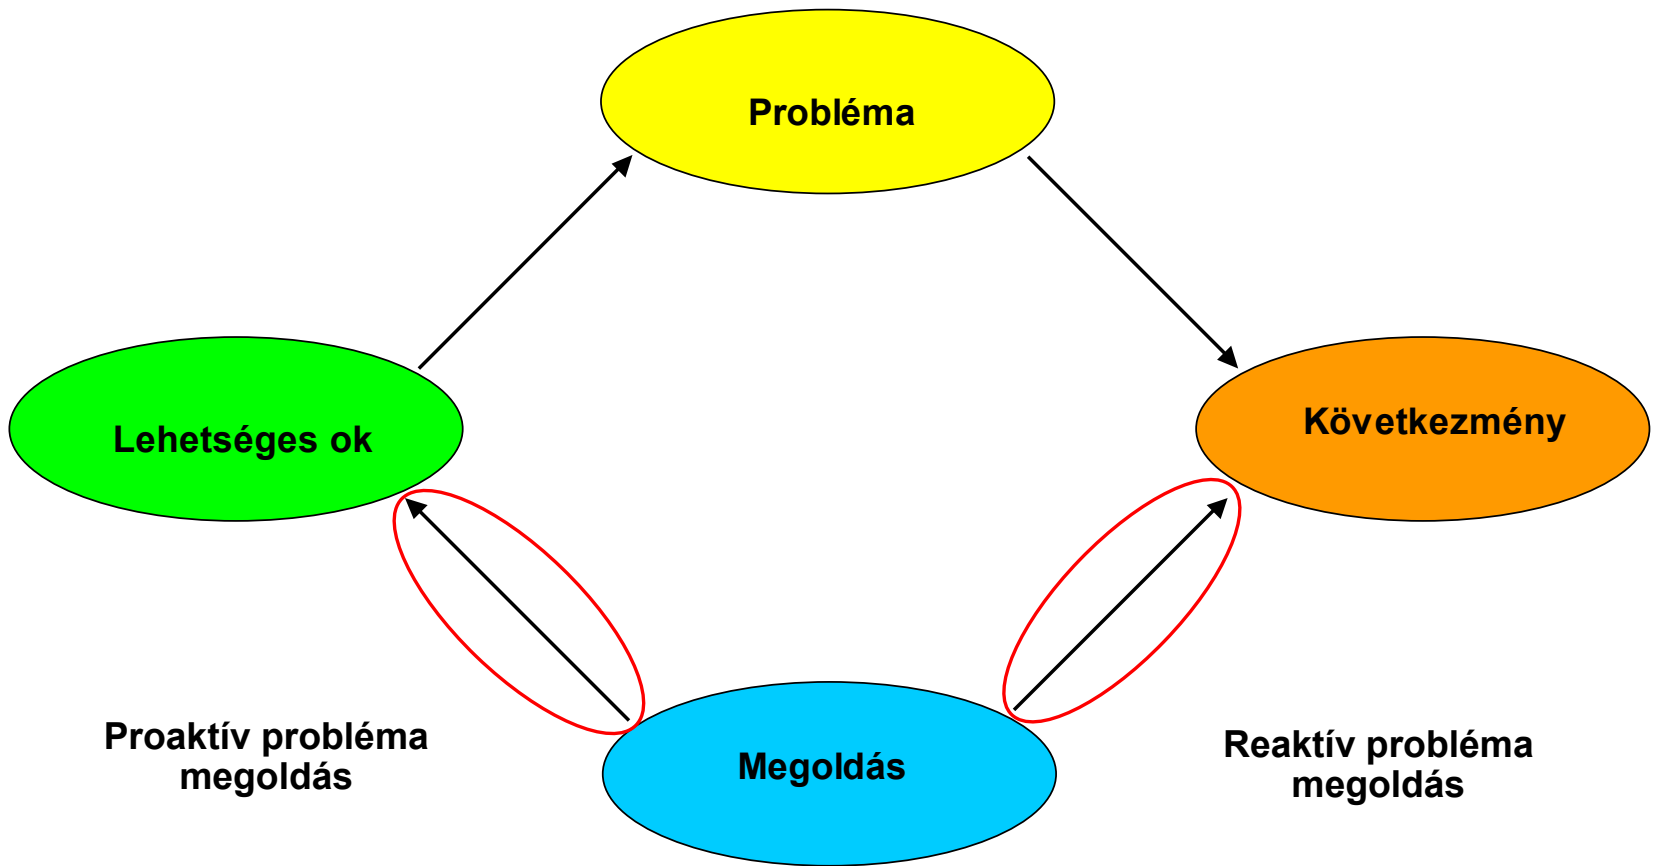 Probléma
Lehetséges ok
Következmény
Proaktív probléma
megoldás
Megoldás
Reaktív probléma
megoldás